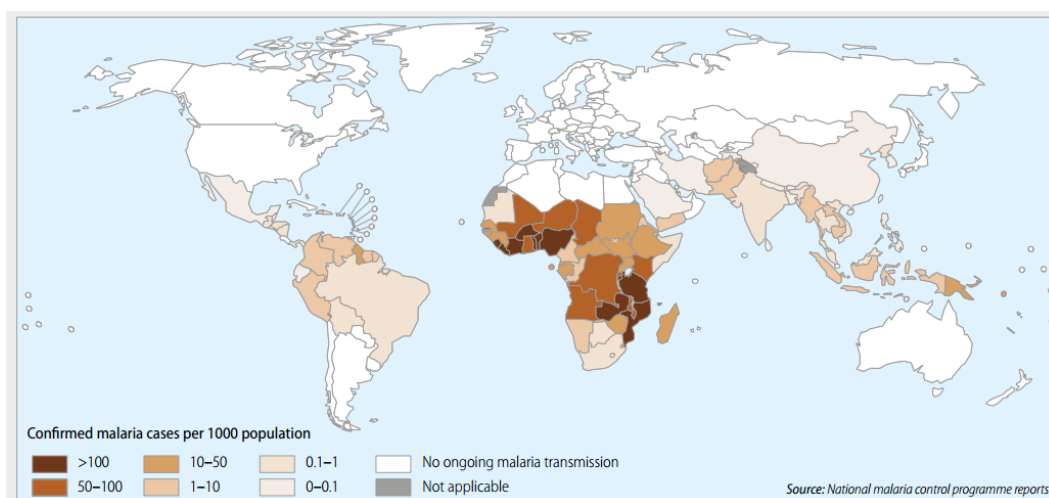 Confirmed malaria cases per 1000 population
>100
10–50
0.1–1
No ongoing malaria transmission
50–100
1–10
0–0.1
Not applicable
Source: National malaria control programme reports